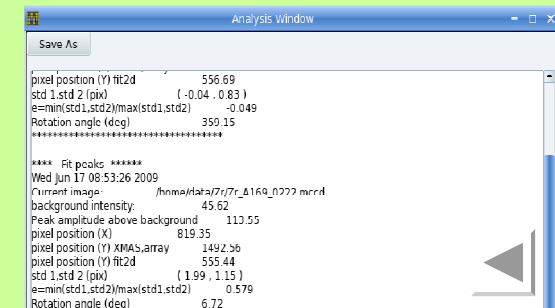 Analysis Window
Save As
pixel position (Y) fit2d 556.69
std 1.std 2 (pix) ( -0.04 , 0.83 )
e=min(std1,std2)/max(std1,std2) -0.049
Rotation angle (deg) 359.15
************************************
**** Fit peaks ******
Wed Jun 17 08:53:26 2009
Current image: /home/data/Zr/Zr_A169_0222.mccd
background intensity: 45.62
Peak amplitude above background 113.55
pixel position (X) 819.35
pixel position (Y) XMAS,array 1492.56
pixel position (Y) fit2d 555.44
std 1,std 2 (pix) ( 1.99 , 1.15 )
e=min(std1,std2)/max(std1,std2) 0.579
Rotation angle (deg) 6.72